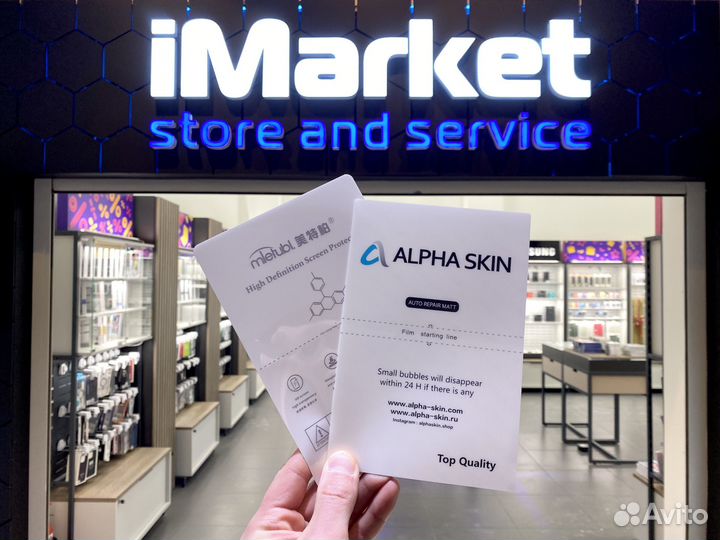 iMarket
store and service
mietubl 美特柏®
High Definition Screen Protec
ALPHA SKIN
AUTO REPAIR MATT
Film starting line
Small bubbles will disappear
within 24 H if there is any
www.alpha-skin.com
www.alpha-skin.ru
Instagram : alphaskin.shop
Top Quality
SUNG
Avito